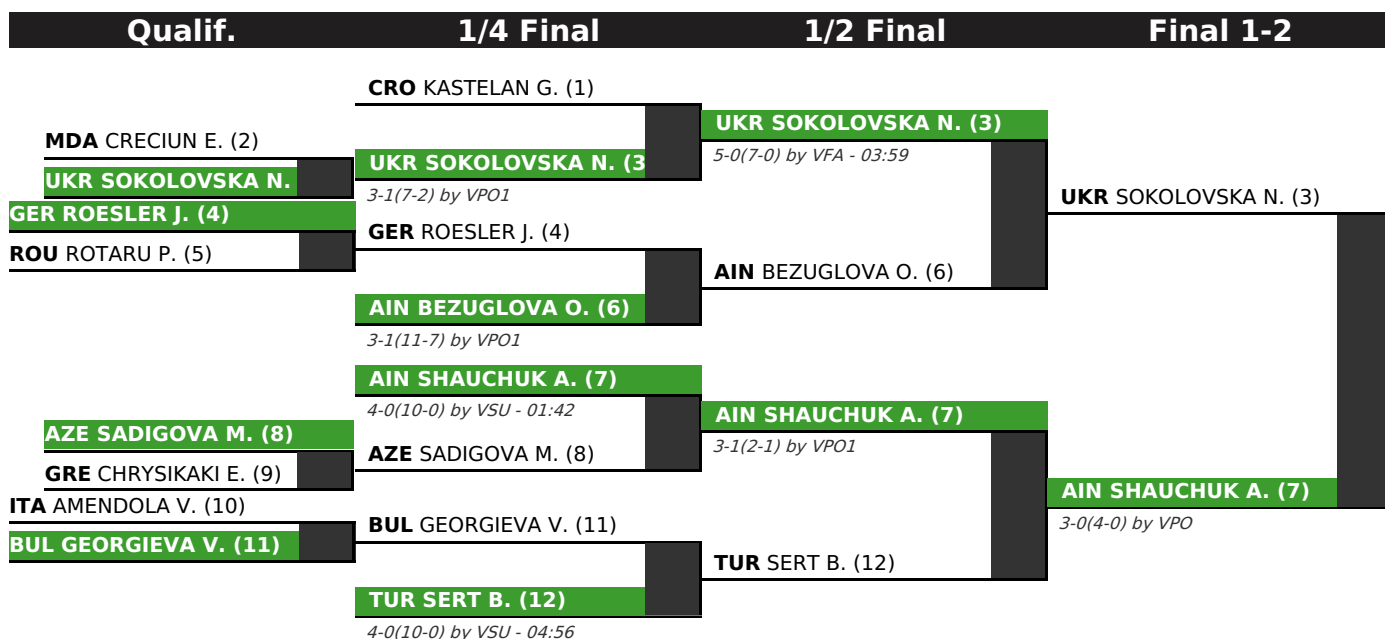 Qualif.
1/4 Final
1/2 Final
Final 1-2
MDA CRECIUN E. (2)
UKR SOKOLOVSKA N.
GER ROESLER J. (4)
ROU ROTARU P. (5)
AZE SADIGOVA M. (8)
GRE CHRYSIKAKI E. (9)
ITA AMENDOLA V. (10)
BUL GEORGIEVA V. (11)
CRO KASTELAN G. (1)
UKR SOKOLOVSKA N. (3
3-1(7-2) by VPO1
GER ROESLER J. (4)
AIN BEZUGLOVA O. (6)
3-1(11-7) by VPO1
AIN SHAUCHUK A. (7)
4-0(10-0) by VSU - 01:42
AZE SADIGOVA M. (8)
BUL GEORGIEVA V. (11)
TUR SERT B. (12)
4-0(10-0) by VSU - 04:56
UKR SOKOLOVSKA N. (3)
5-0(7-0) by VFA - 03:59
AIN BEZUGLOVA O. (6)
AIN SHAUCHUK A. (7)
3-1(2-1) by VPO1
TUR SERT B. (12)
UKR SOKOLOVSKA N. (3)
AIN SHAUCHUK A. (7)
3-0(4-0) by VPO